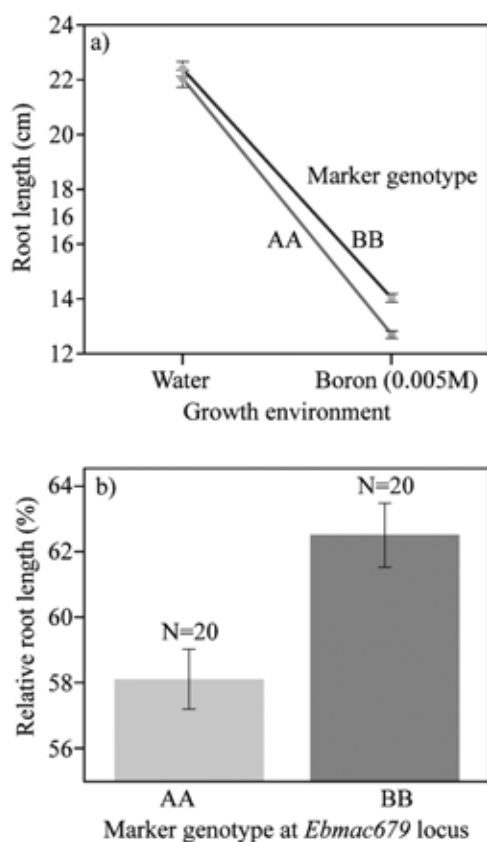 a)
Root length (cm)
24
22
20
18
16
16
14
12
Marker genotype
AA
BB
Water
Boron (0.005M)
Growth environment
b)
Relative root length (%)
64
62
60
58
56
N=20
N=20
AA
BB
Marker genotype at Ebmac679 locus